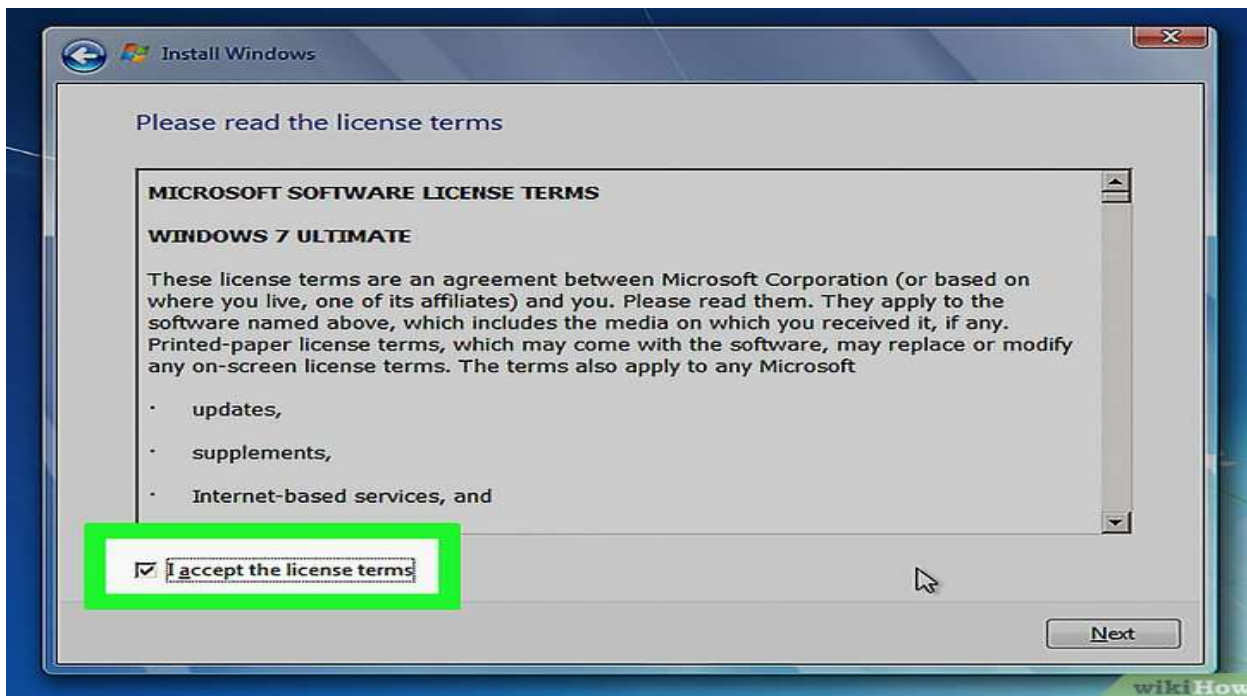 Install Windows
Please read the license terms
MICROSOFT SOFTWARE LICENSE TERMS
WINDOWS 7 ULTIMATE
These license terms are an agreement between Microsoft Corporation (or based on
where you live, one of its affiliates) and you. Please read them. They apply to the
software named above, which includes the media on which you received it, if any.
Printed-paper license terms, which may come with the software, may replace or modify
any on-screen license terms. The terms also apply to any Microsoft
· updates,
· supplements,
· Internet-based services, and
I accept the license terms
Next
wikiHow